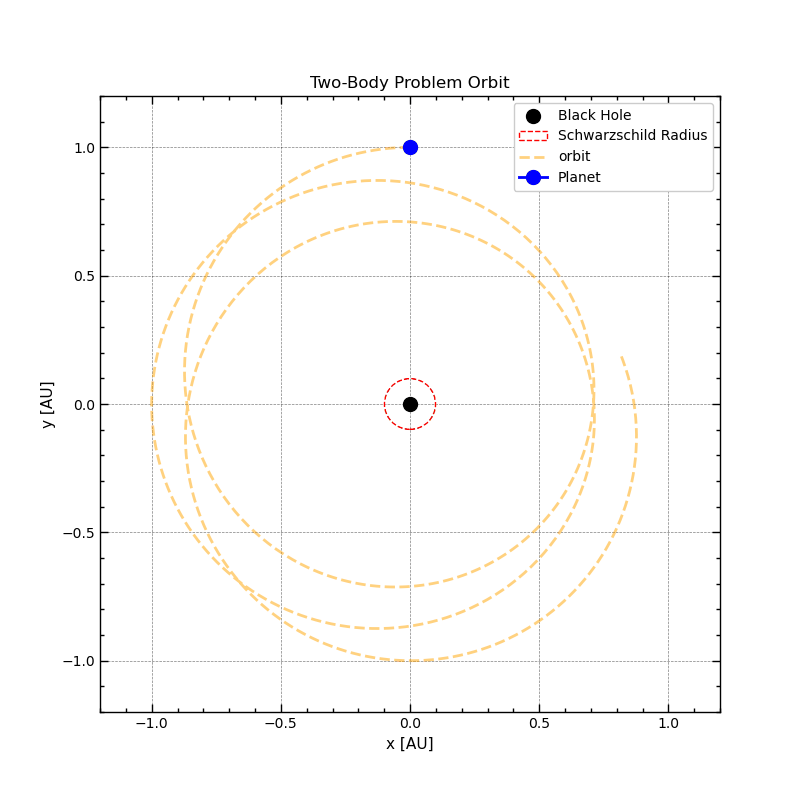 Two-Body Problem Orbit
Black Hole
Schwarzschild Radius
orbit
Planet
1.0
0.5
0.0
−0.5
−1.0
y [AU]
−1.0 −0.5 0.0 0.5 1.0
x [AU]